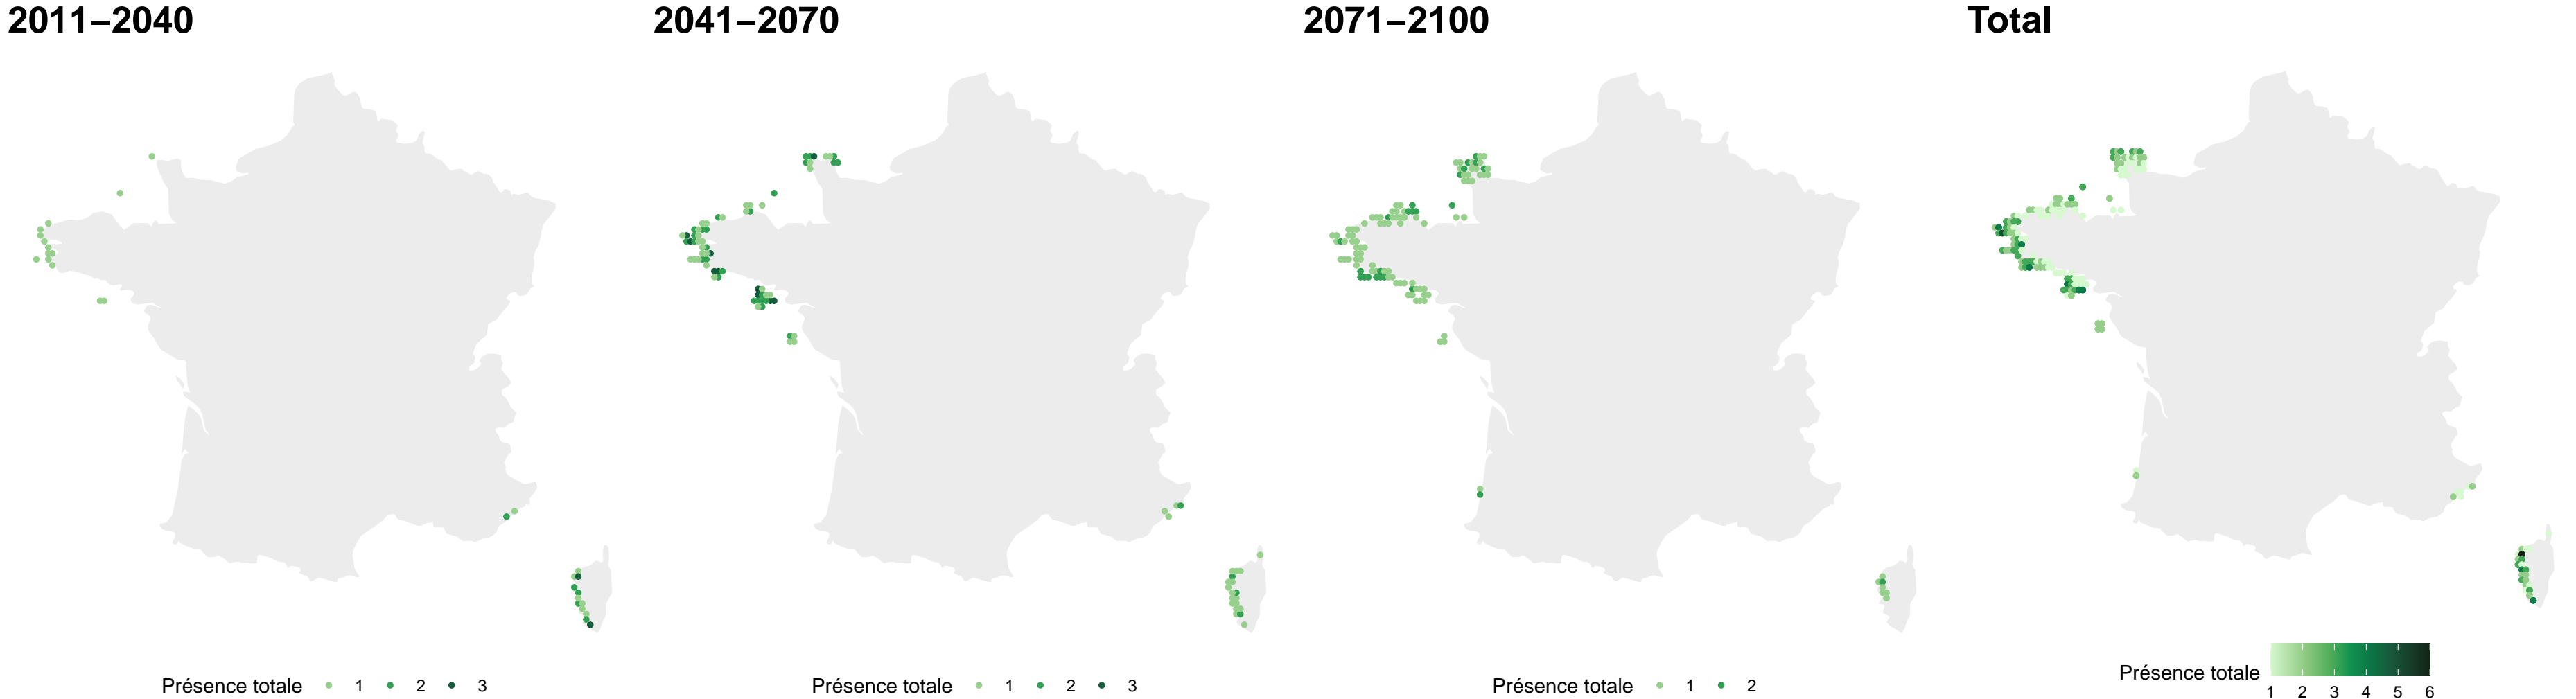 2011–2040
2041–2070
2071–2100
Total
Présence totale 1 2 3
Présence totale 1 2 3
Présence totale 1 2
Présence totale
1 2 3 4 5 6